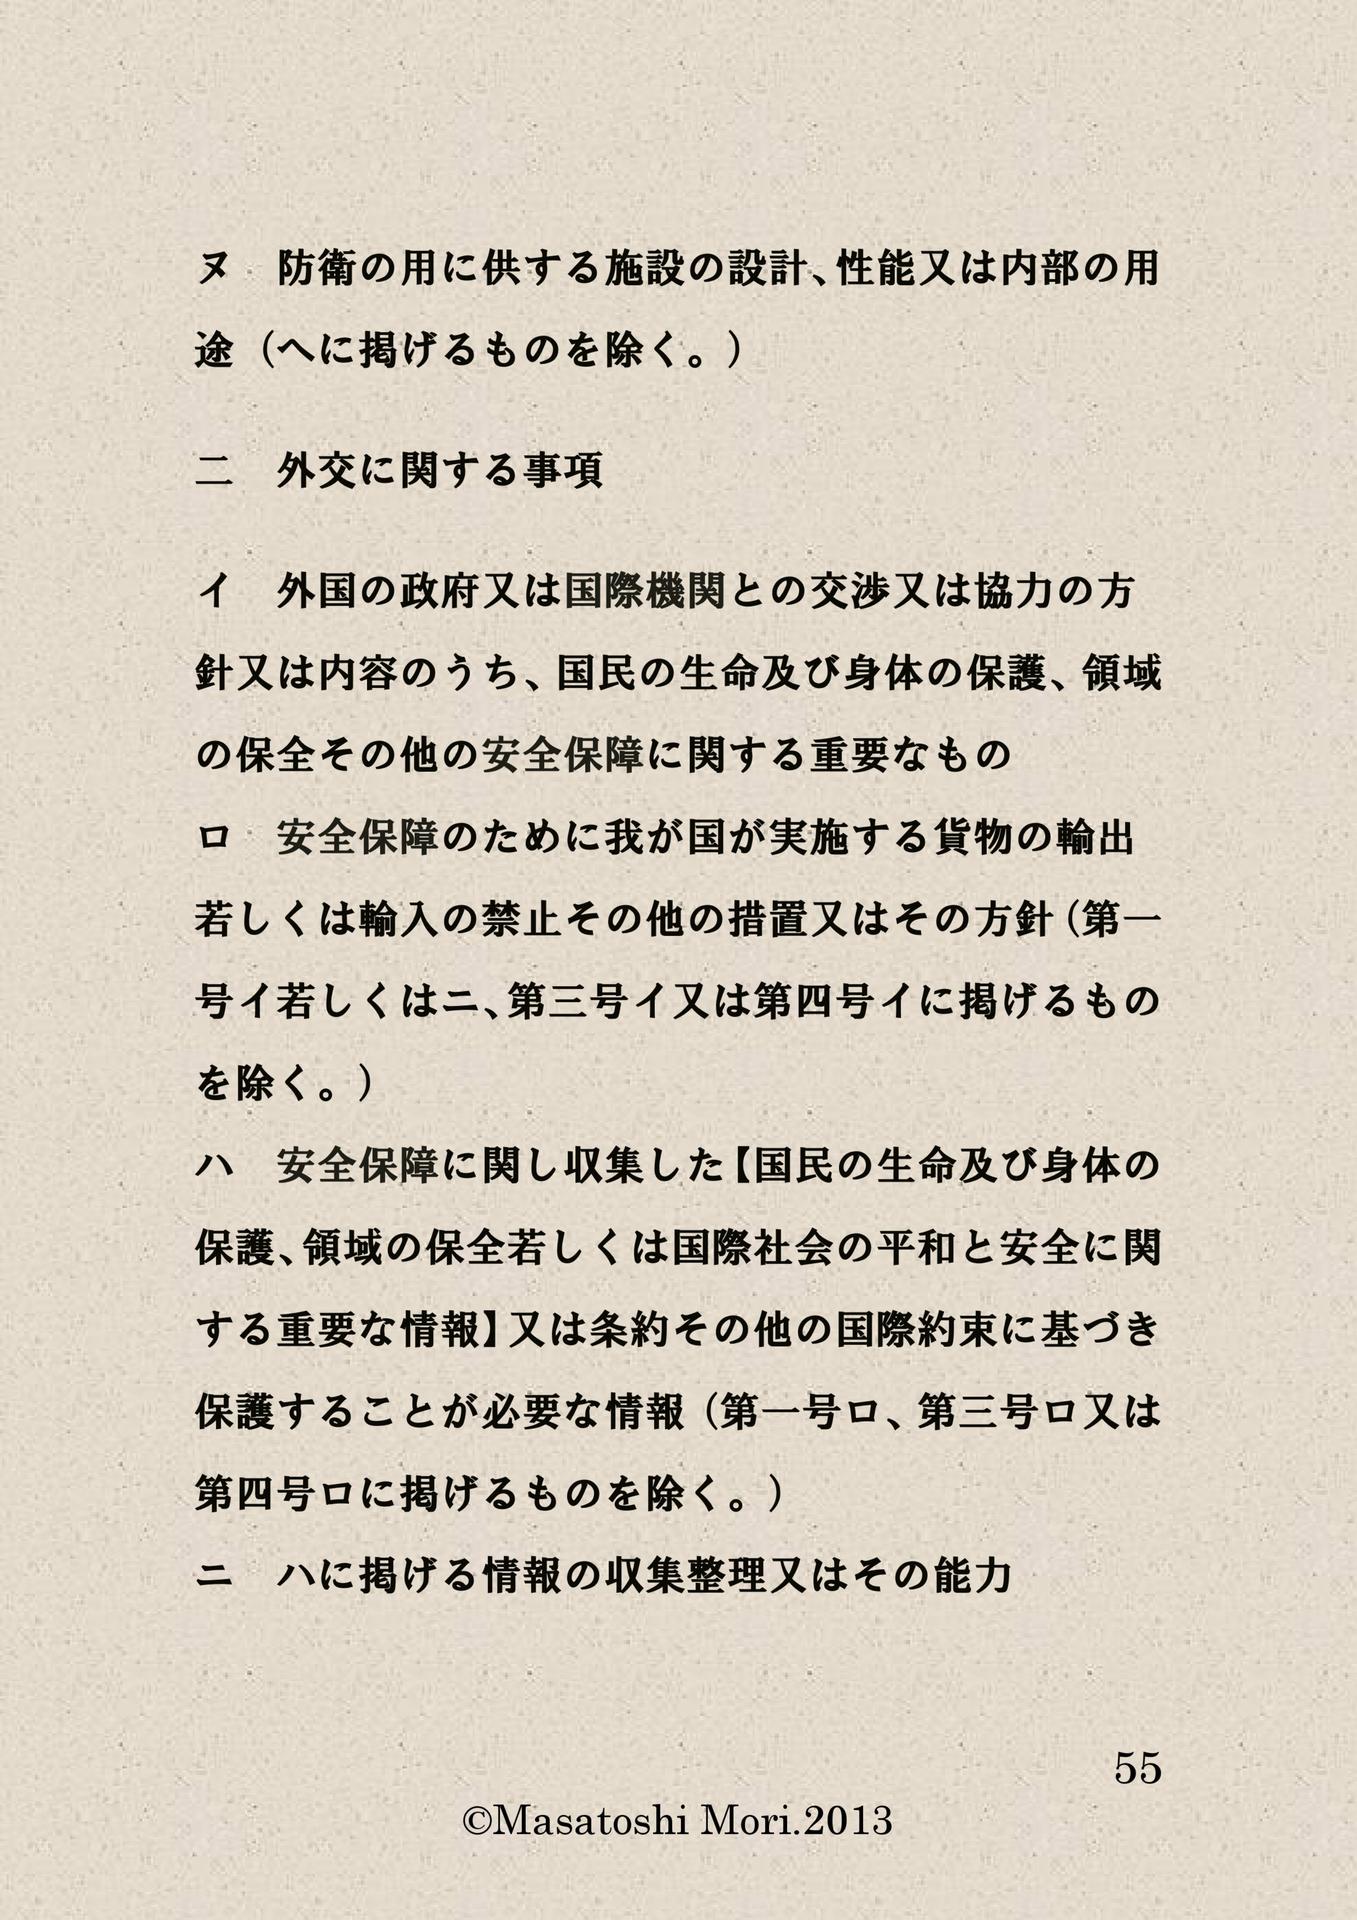 ヌ　防衛の用に供する施設の設計、性能又は内部の用
途（へに掲げるものを除く。）
二　外交に関する事項
イ　外国の政府又は国際機関との交渉又は協力の方
針又は内容のうち、国民の生命及び身体の保護、領域
の保全その他の安全保障に関する重要なもの
ロ　安全保障のために我が国が実施する貨物の輸出
若しくは輸入の禁止その他の措置又はその方針（第一
号イ若しくはニ、第三号イ又は第四号イに掲げるもの
を除く。）
ハ　安全保障に関し収集した【国民の生命及び身体の
保護、領域の保全若しくは国際社会の平和と安全に関
する重要な情報】又は条約その他の国際約束に基づき
保護することが必要な情報（第一号ロ、第三号ロ又は
第四号ロに掲げるものを除く。）
ニ　ハに掲げる情報の収集整理又はその能力
55
©Masatoshi Mori.2013